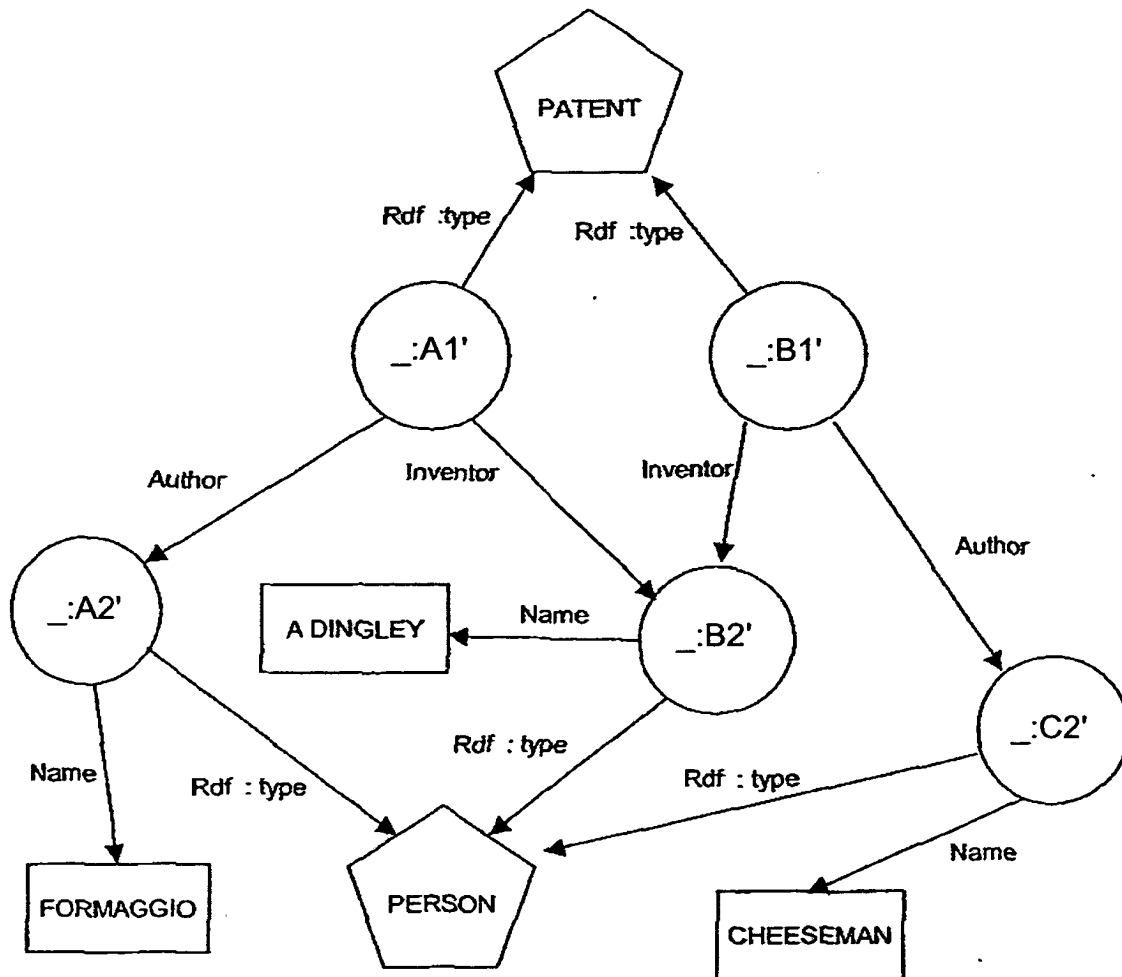 PATENT
Rdf :type
Rdf :type
_:A1'
_:B1'
Author
Inventor
Inventor
Author
_:A2'
A DINGLEY
Name
_:B2'
_:C2'
Name
Rdf : type
Rdf : type
Rdf : type
Name
FORMAGGIO
PERSON
CHEESEMAN